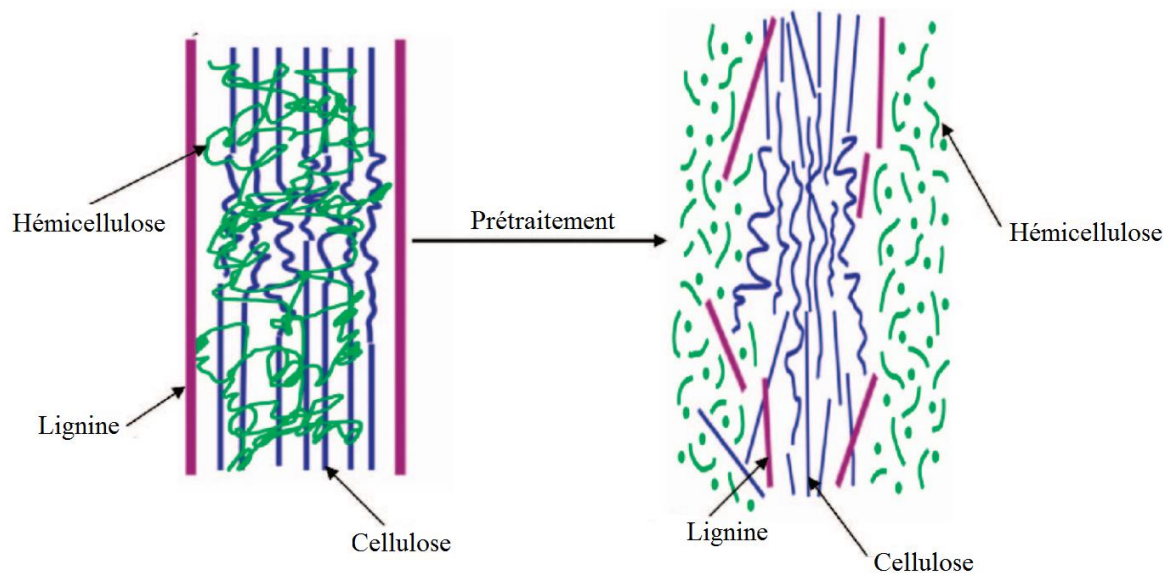 Hémicellulose
Lignine
Cellulose
Prétraitement
Hémicellulose
Lignine
Cellulose